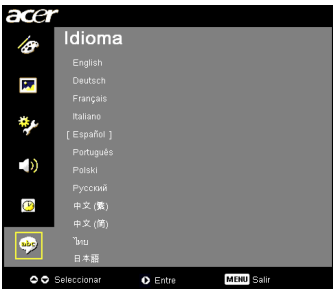 acer
Idioma
English
Deutsch
Français
Italiano
[ Español ]
Português
Polski
Русский
中文 (繁)
中文 (简)
ไทย
日本語
abc
Seleccionar Entre MENU Salir